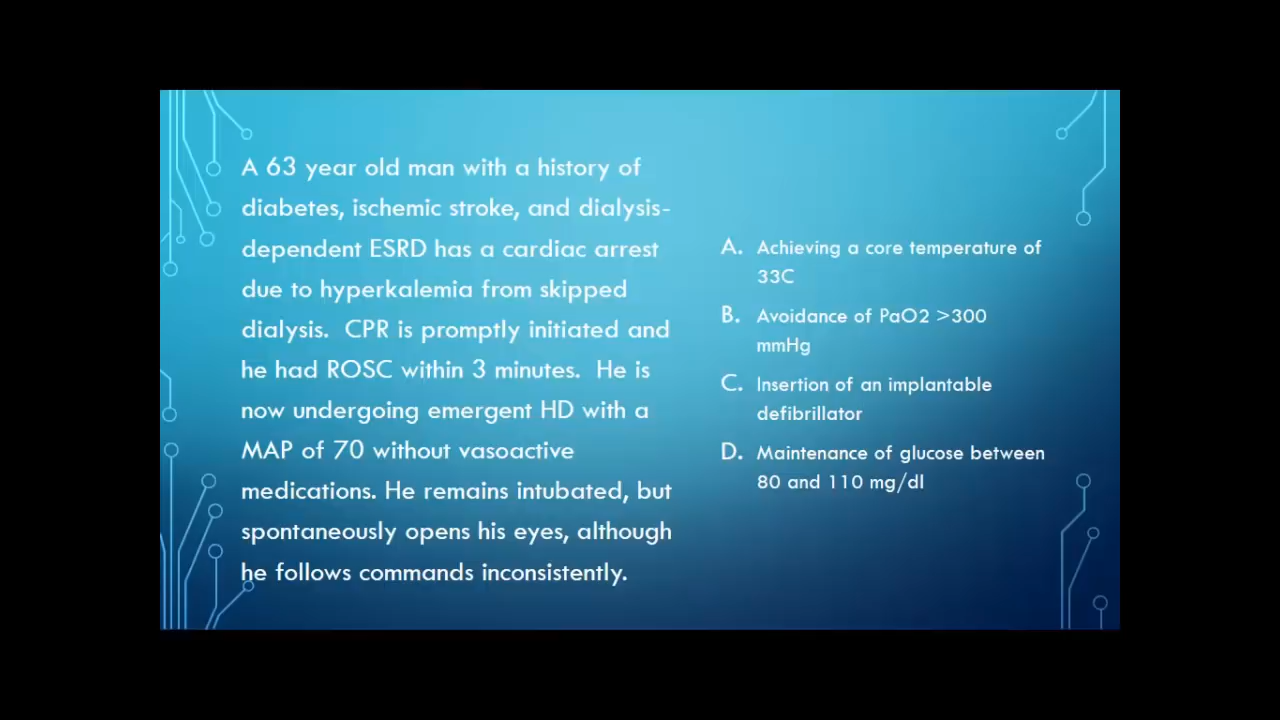 A 63 year old man with a history of
diabetes, ischemic stroke, and dialysis-
dependent ESRD has a cardiac arrest
due to hyperkalemia from skipped
dialysis.  CPR is promptly initiated and
he had ROSC within 3 minutes.  He is
now undergoing emergent HD with a
MAP of 70 without vasoactive
medications. He remains intubated, but
spontaneously opens his eyes, although
he follows commands inconsistently.
A. Achieving a core temperature of
33C
B. Avoidance of PaO2 >300
mmHg
C. Insertion of an implantable
defibrillator
D. Maintenance of glucose between
80 and 110 mg/dl